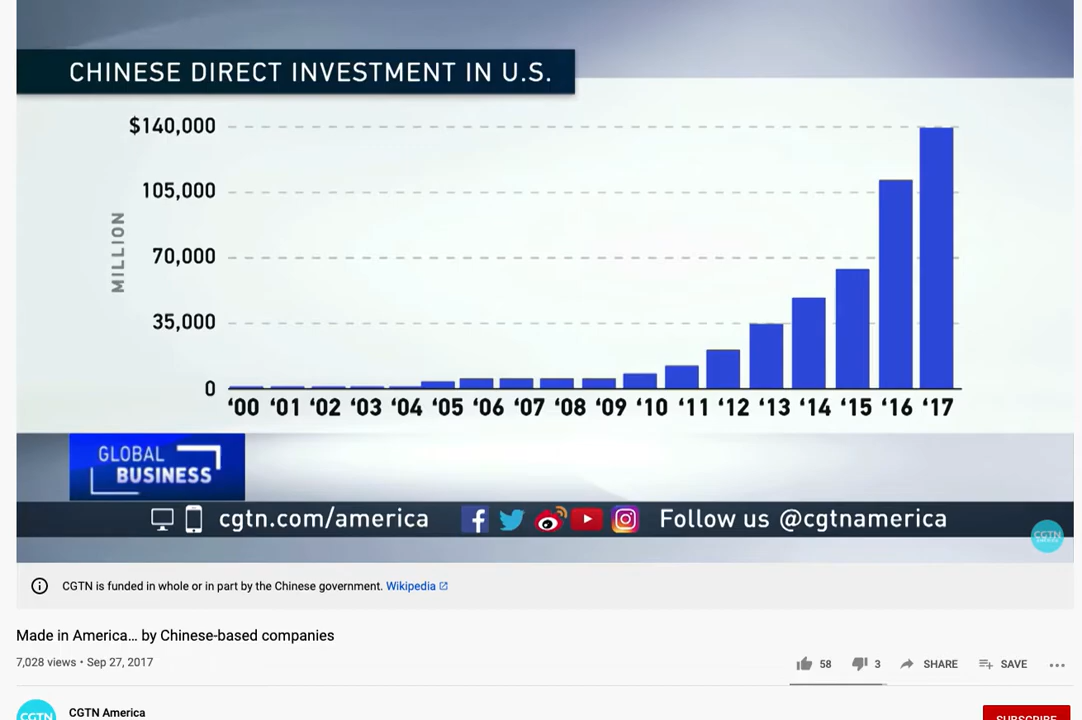 CHINESE DIRECT INVESTMENT IN U.S.
$140,000
105,000
70,000
35,000
0
MILLION
‘00 ‘01 ‘02 ‘03 ‘04 ‘05 ‘06 ‘07 ‘08 ‘09 ‘10 ‘11 ‘12 ‘13 ‘14 ‘15 ‘16 ‘17
GLOBAL
BUSINESS
cgtn.com/america Follow us @cgtnamerica
CGTN
CGTN is funded in whole or in part by the Chinese government. Wikipedia
Made in America... by Chinese-based companies
7,028 views • Sep 27, 2017
58 3 SHARE SAVE
CGTN America
CGTN
SUBSCRIBE